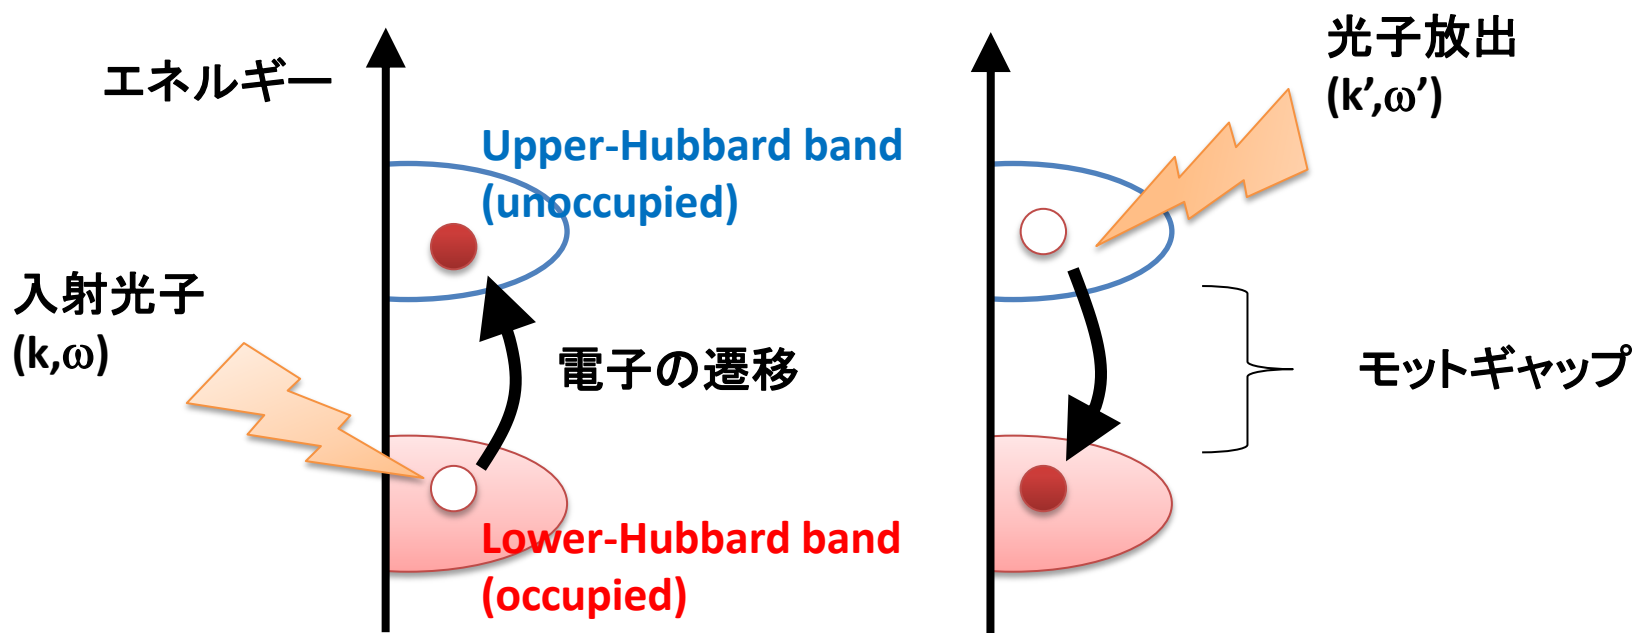 エネルギー
Upper-Hubbard band
(unoccupied)
入射光子
(k,ω)
電子の遷移
Lower-Hubbard band
(occupied)
光子放出
(k’,ω’)
モットギャップ